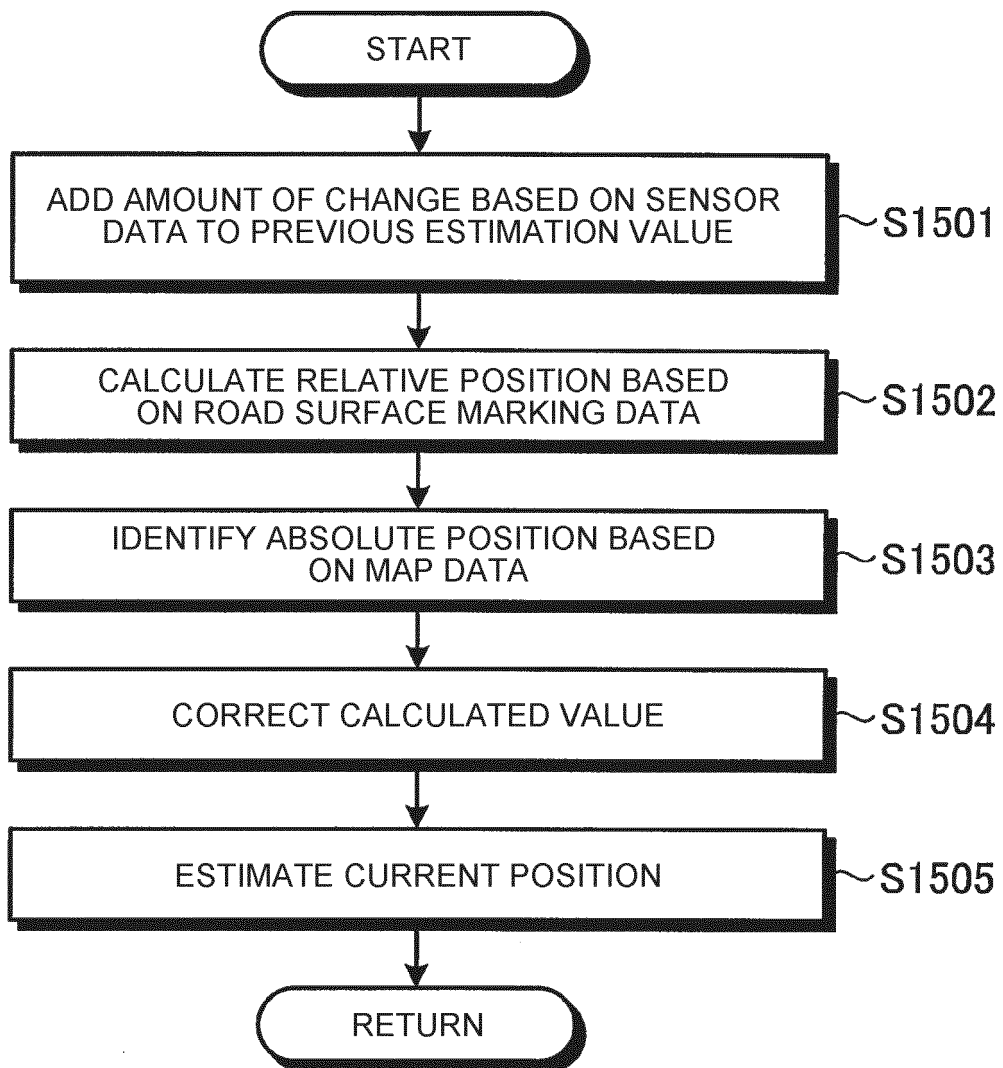 START
ADD AMOUNT OF CHANGE BASED ON SENSOR
DATA TO PREVIOUS ESTIMATION VALUE
S1501
CALCULATE RELATIVE POSITION BASED
ON ROAD SURFACE MARKING DATA
S1502
IDENTIFY ABSOLUTE POSITION BASED
ON MAP DATA
S1503
CORRECT CALCULATED VALUE
S1504
ESTIMATE CURRENT POSITION
S1505
RETURN